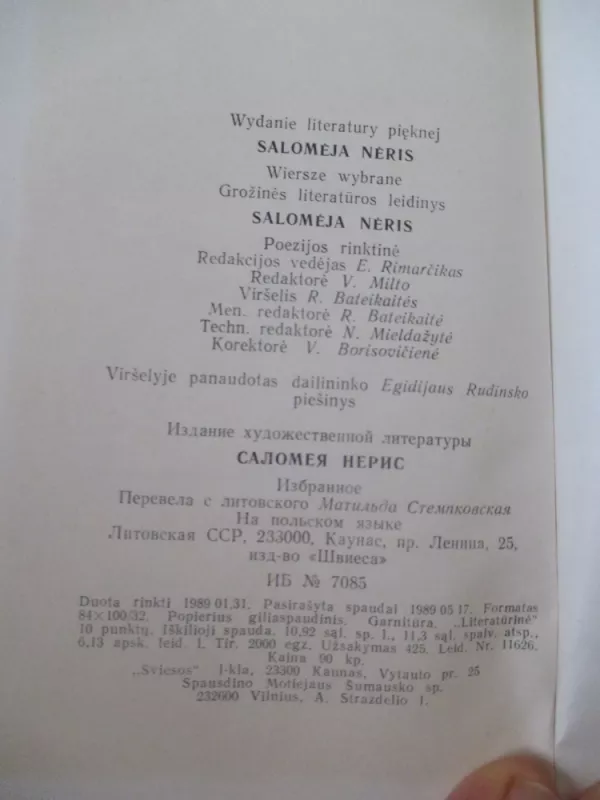 Wydanie literatury pięknej
SALOMĖJA NĖRIS
Wiersze wybrane
Grožinės literatūros leidinys
SALOMĖJA NĖRIS
Poezijos rinktinė
Redakcijos vedėjas E. Rimarčikas
Redaktorė V. Milto
Viršelis R. Bateikaitės
Men. redaktorė R. Bateikaitė
Techn. redaktorė N. Mieldažytė
Korektorė V. Borisovičienė
Viršelyje panaudotas dailininko Egidijaus Rudinsko
piešinys
Издание художественной литературы
САЛОМЕЯ НЕРИС
Избранное
Перевела с литовского Матильда Стемпковская
На польском языке
Литовская ССР, 233000, Каунас, пр. Ленина, 25,
изд-во «Швиеса»
ИБ № 7085
Duota rinkti 1989 01.31. Pasirašyta spaudai 1989 05 17. Formatas
84×100/32. Popierius giliaspaudinis. Garnitūra. „Literatūrinė"
10 punktų. Iškilioji spauda. 10,92 sąl. sp. l., 11,3 sąl. spalv. atsp.,
6,13 apsk. leid. l. Tir. 2000 egz. Užsakymas 425. Leid. Nr. 11626.
Kaina 90 kp.
„Šviesos" l-kla, 23300 Kaunas, Vytauto pr. 25
Spausdino Motiejaus Šumausko sp.
232600 Vilnius, A. Strazdelio 1.